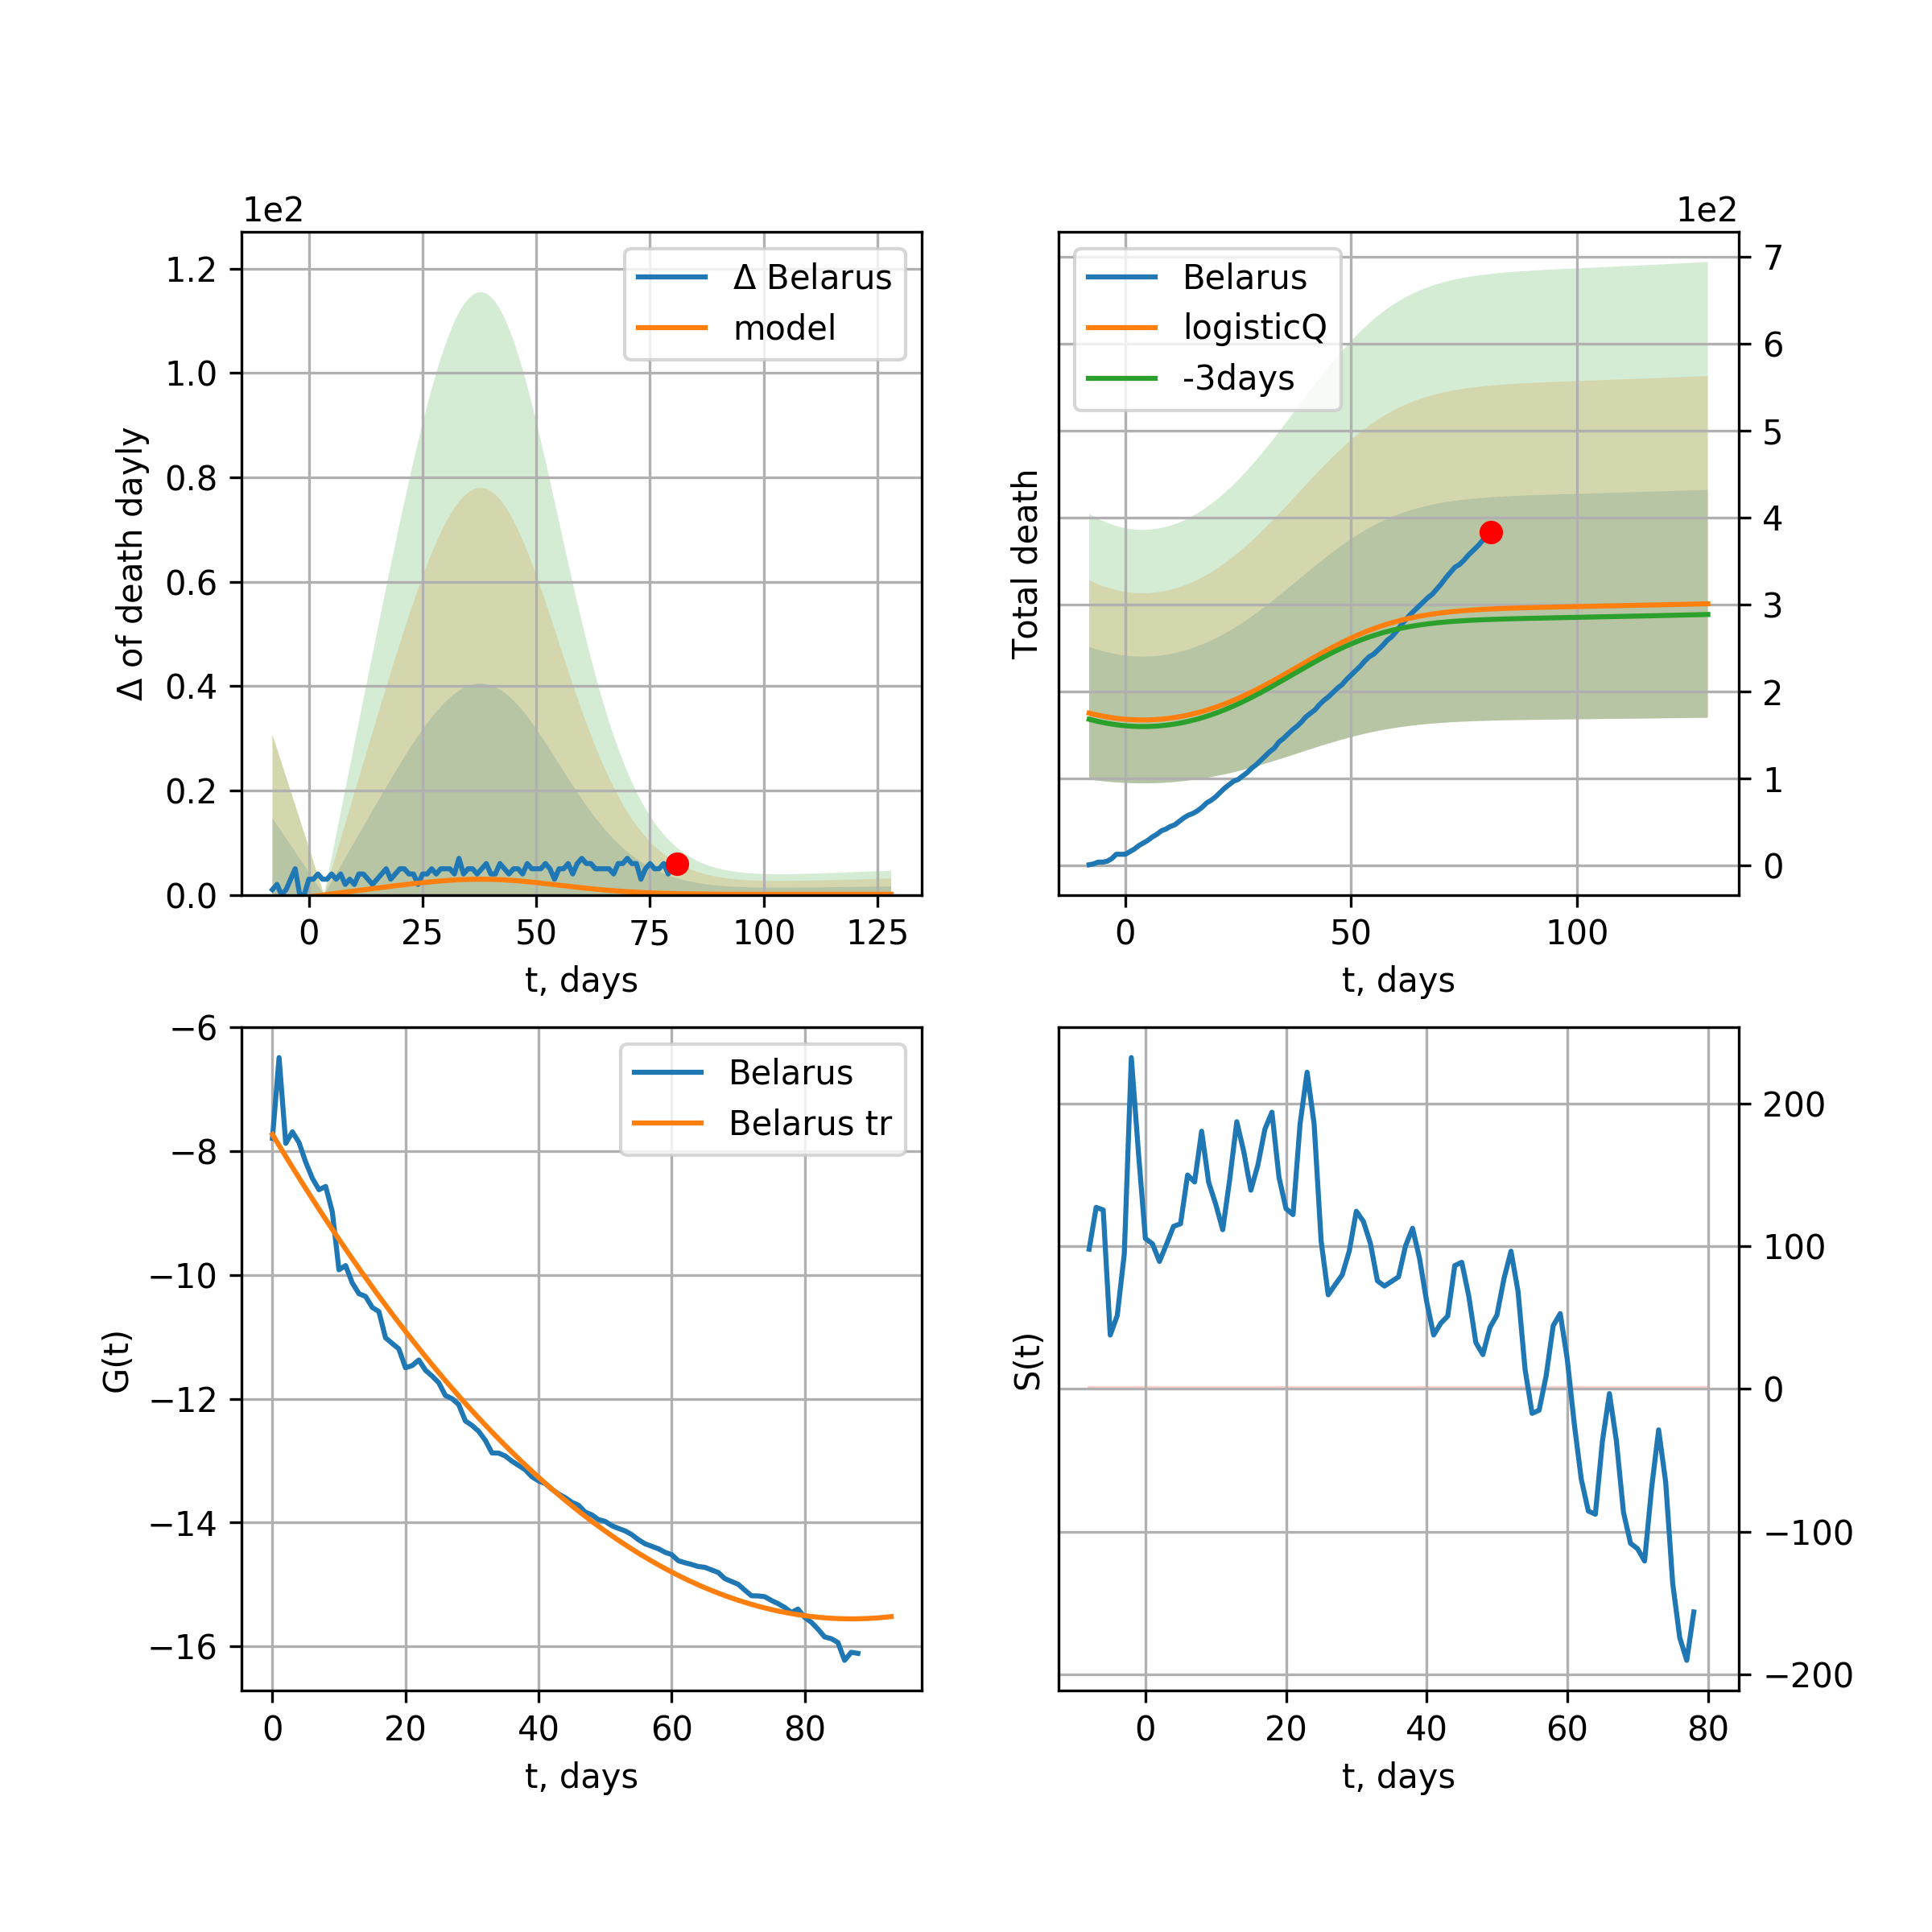 1e2
1.2
1.0
0.8
0.6
0.4
0.2
0.0
Δ of death dayly
Δ Belarus
model
0 25 50 75 100 125
t, days
1e2
Total death
Belarus
logisticQ
-3days
7
6
5
4
3
2
1
0
0 50 100
t, days
−6
−8
−10
−12
−14
−16
G(t)
Belarus
Belarus tr
0 20 40 60 80
t, days
S(t)
200
100
0
−100
−200
0 20 40 60 80
t, days